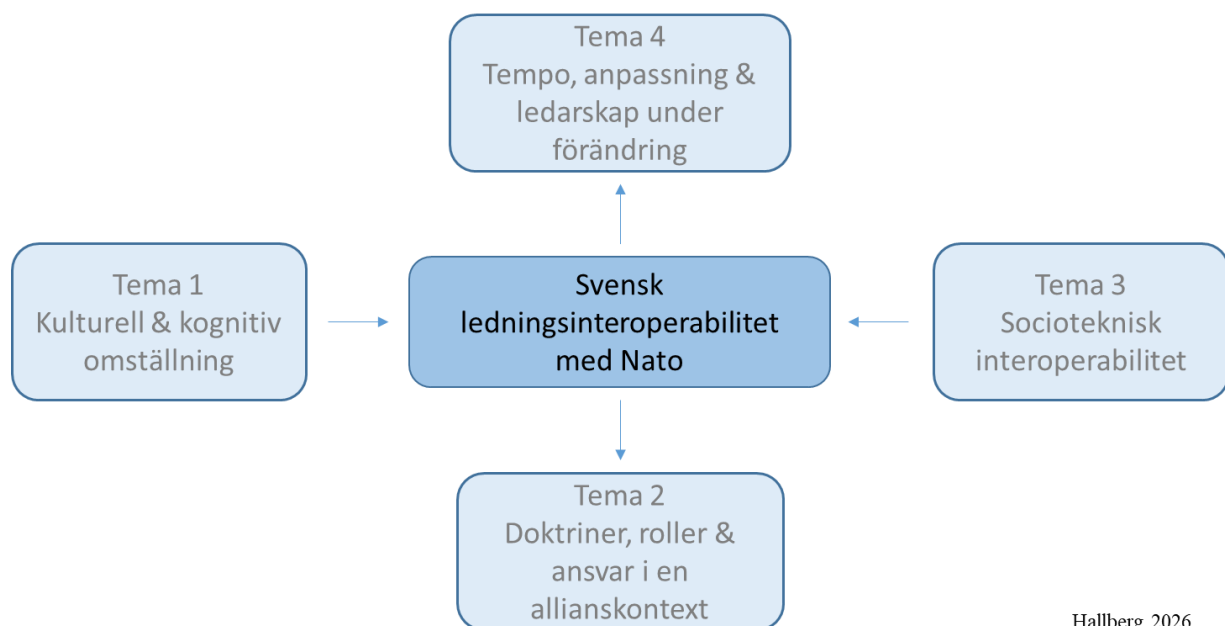 Tema 4
Tempo, anpassning &
ledarskap under
förändring
Tema 1
Kulturell & kognitiv
omställning
Svensk
ledningsinteroperabilitet
med Nato
Tema 3
Socioteknisk
interoperabilitet
Tema 2
Doktriner, roller &
ansvar i en
allianskontext
Hallberg, 2026